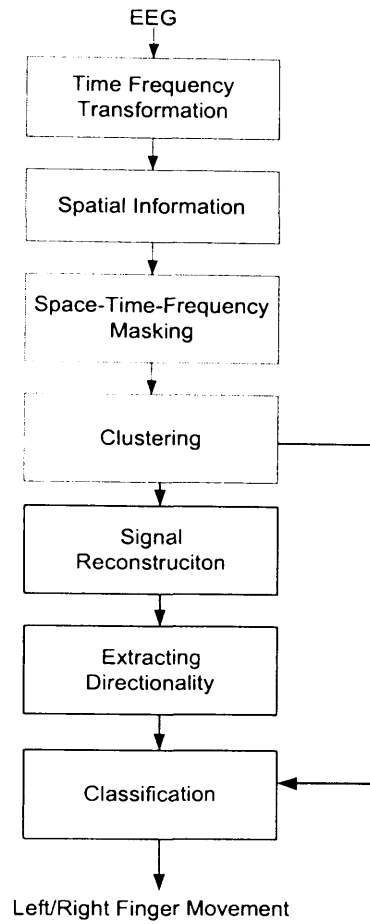 EEG
Time Frequency
Transformation
Spatial Information
Space-Time-Frequency
Masking
Clustering
Signal
Reconstruciton
Extracting
Directionality
Classification
Left/Right Finger Movement